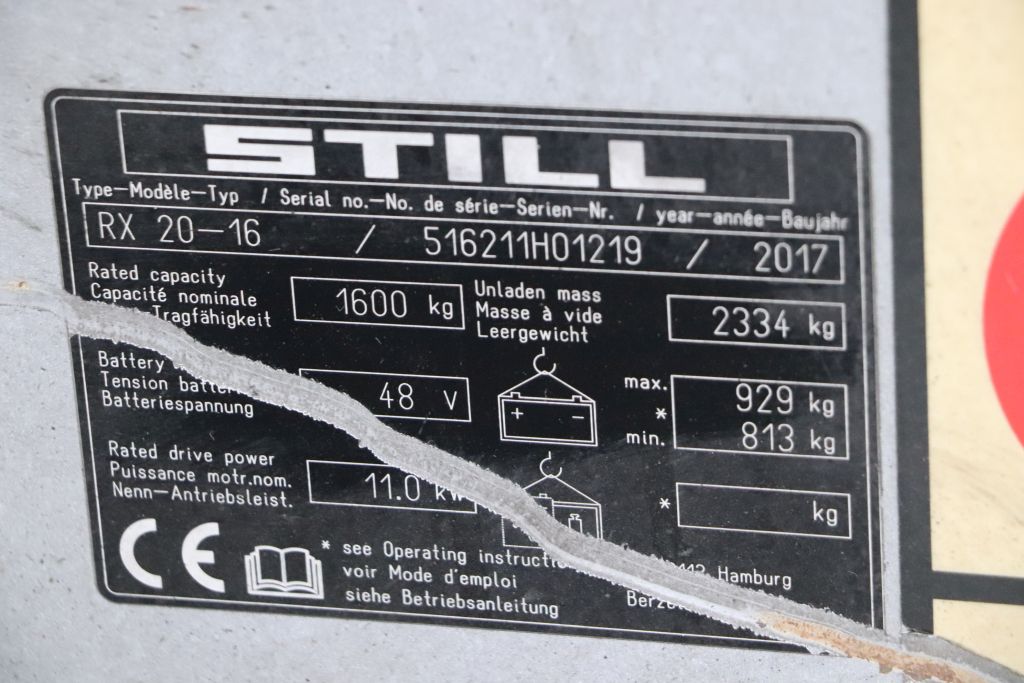 STILL
Type–Modèle–Typ / Serial no.–No. de série–Serien–Nr. / year–année–Baujahr
RX 20–16 / 516211H01219 / 2017
Rated capacity
Capacité nominale
Tragfähigkeit
1600 kg
Unladen mass
Masse à vide
Leergewicht
2334 kg
Battery
Tension
Batteriespannung
48 V
+ –
max. 929 kg
*
min. 813 kg
Rated drive power
Puissance motr.nom.
Nenn–Antriebsleist.
11.0
* kg
CE
* see Operating
voir Mode d'emploi
siehe Betriebsanleitung
Hamburg